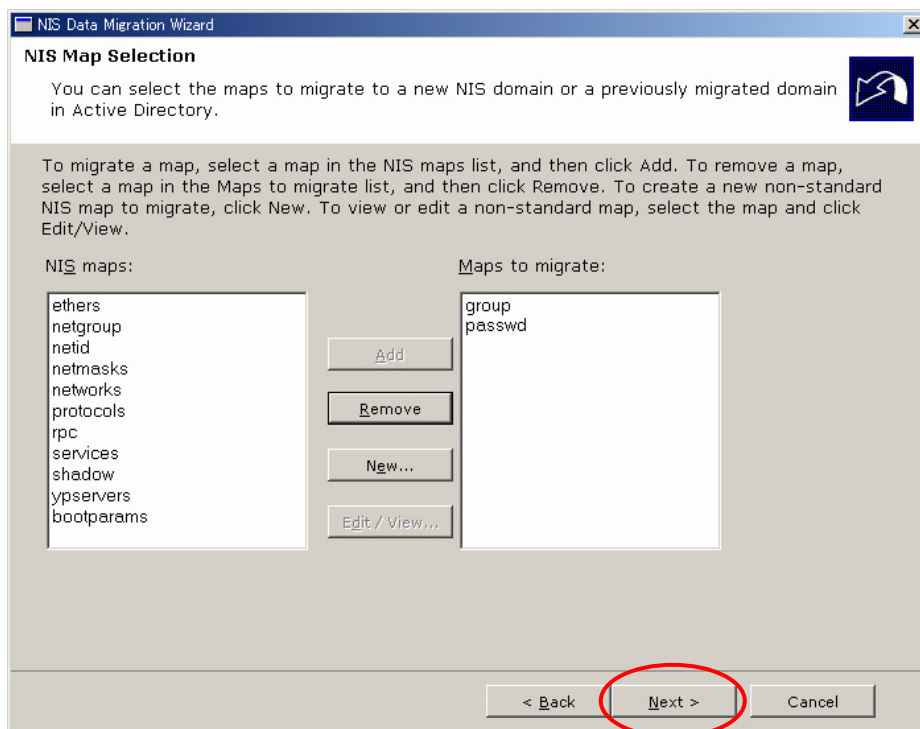 NIS Data Migration Wizard
NIS Map Selection
You can select the maps to migrate to a new NIS domain or a previously migrated domain
in Active Directory.
To migrate a map, select a map in the NIS maps list, and then click Add. To remove a map,
select a map in the Maps to migrate list, and then click Remove. To create a new non-standard
NIS map to migrate, click New. To view or edit a non-standard map, select the map and click
Edit/View.
NIS maps:
ethers
netgroup
netid
netmasks
networks
protocols
rpc
services
shadow
ypservers
bootparams
Add
Remove
New...
Edit / View...
Maps to migrate:
group
passwd
< Back
Next >
Cancel